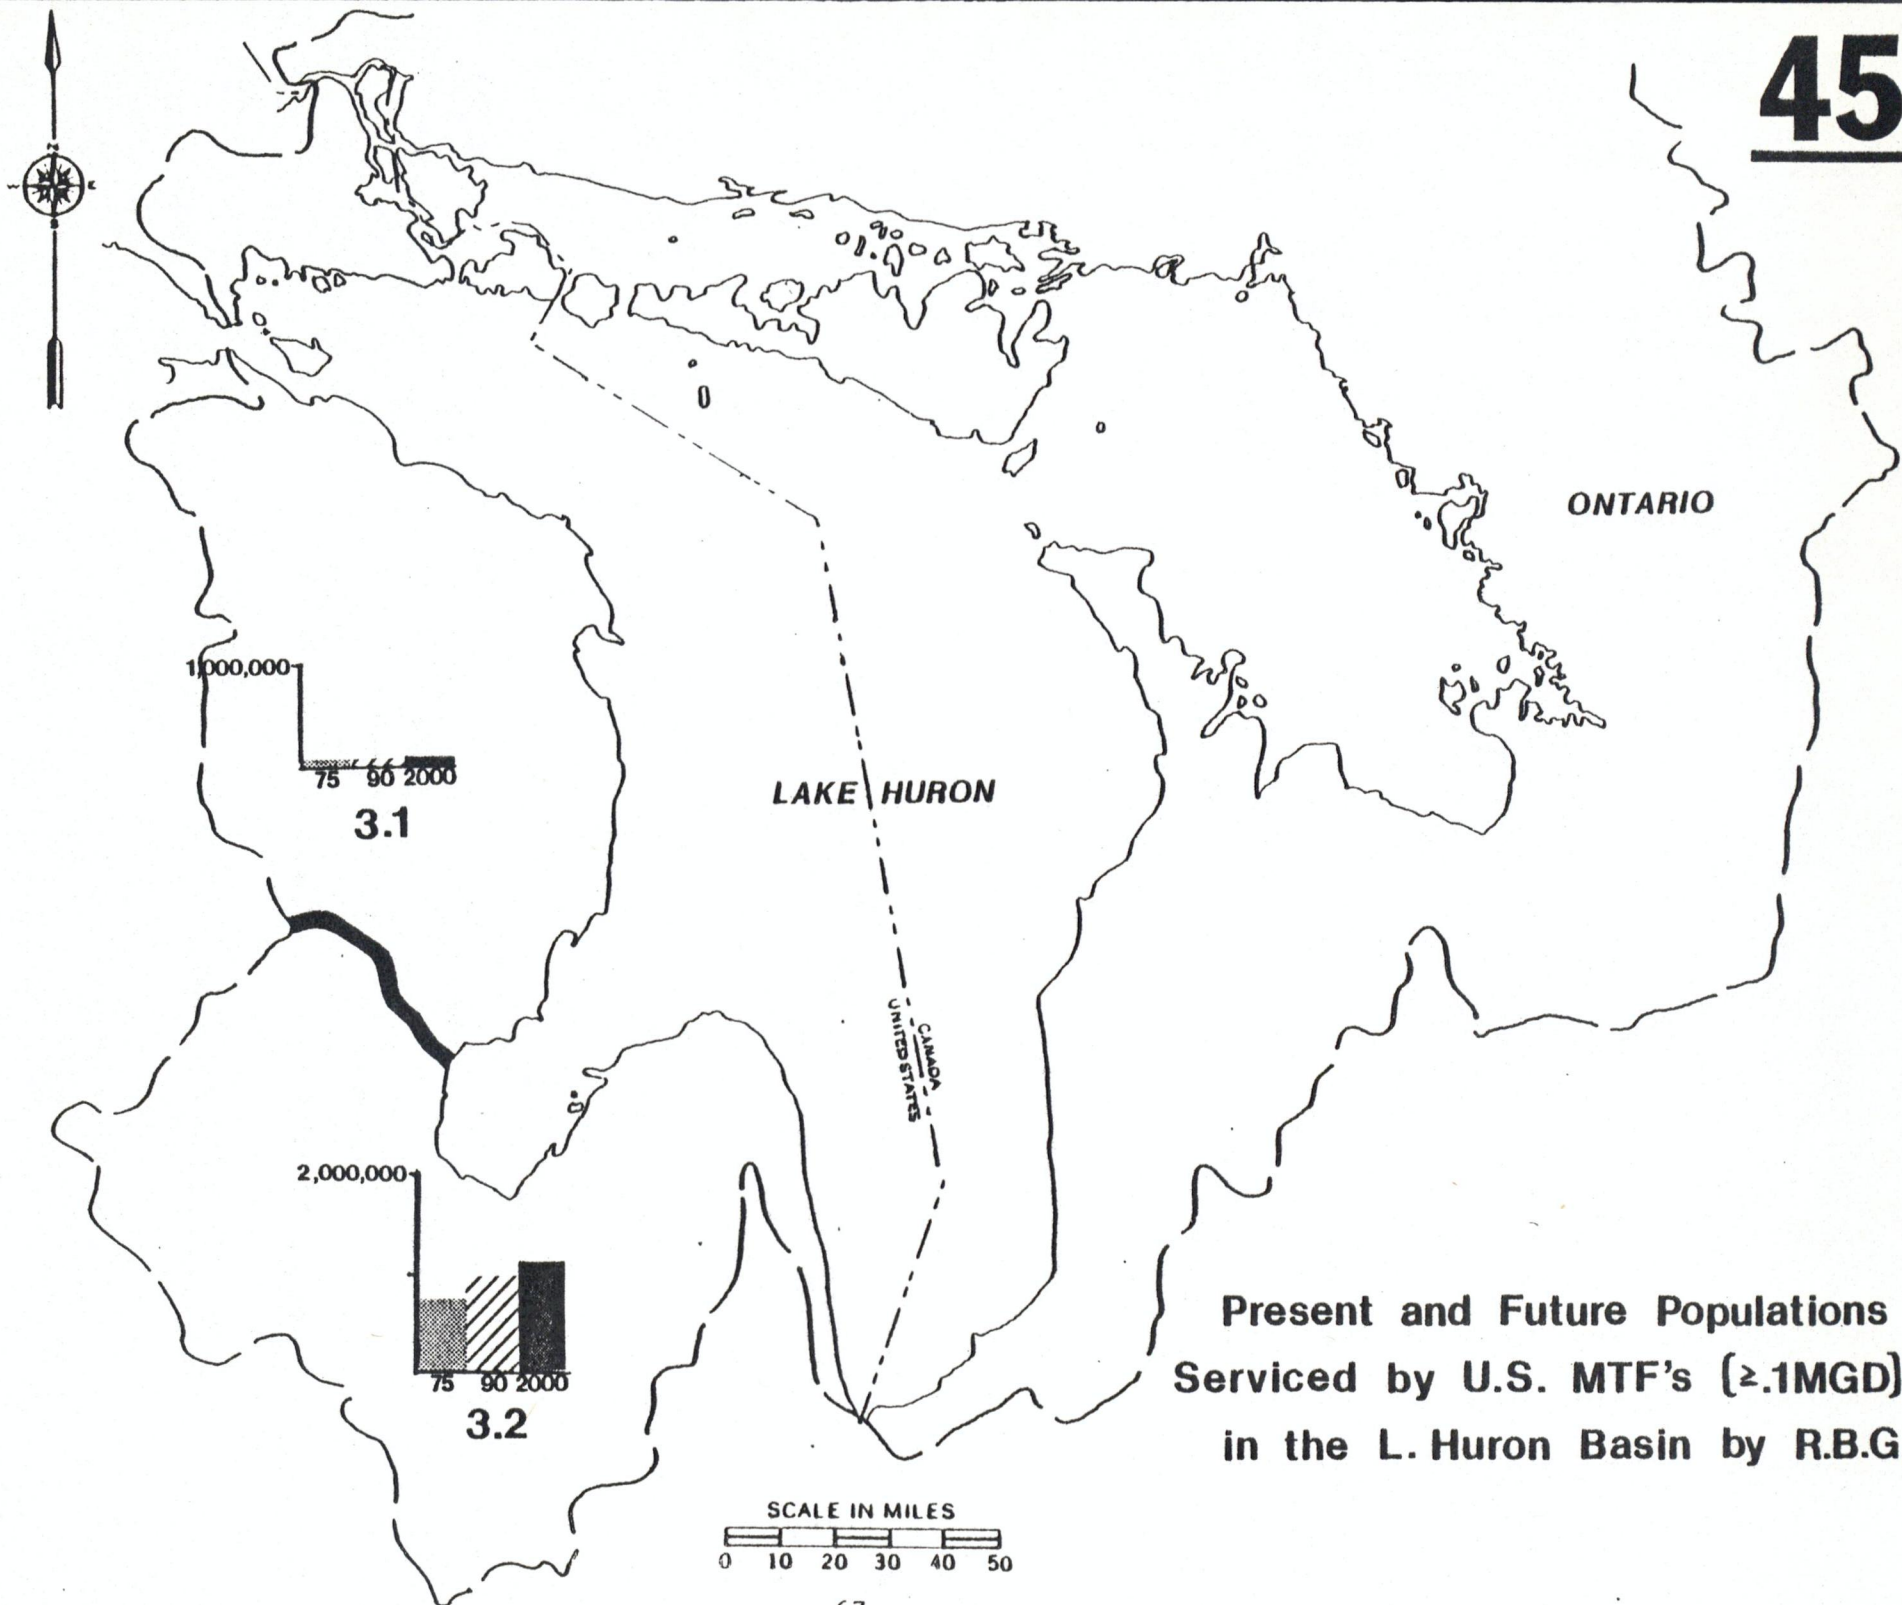 45
N
W
E
S
ONTARIO
1,000,000
75 90 2000
3.1
LAKE HURON
CANADA
UNITED STATES
2,000,000
75 90 2000
3.2
Present and Future Populations
Serviced by U.S. MTF's (≥.1MGD)
in the L. Huron Basin by R.B.G
SCALE IN MILES
0 10 20 30 40 50